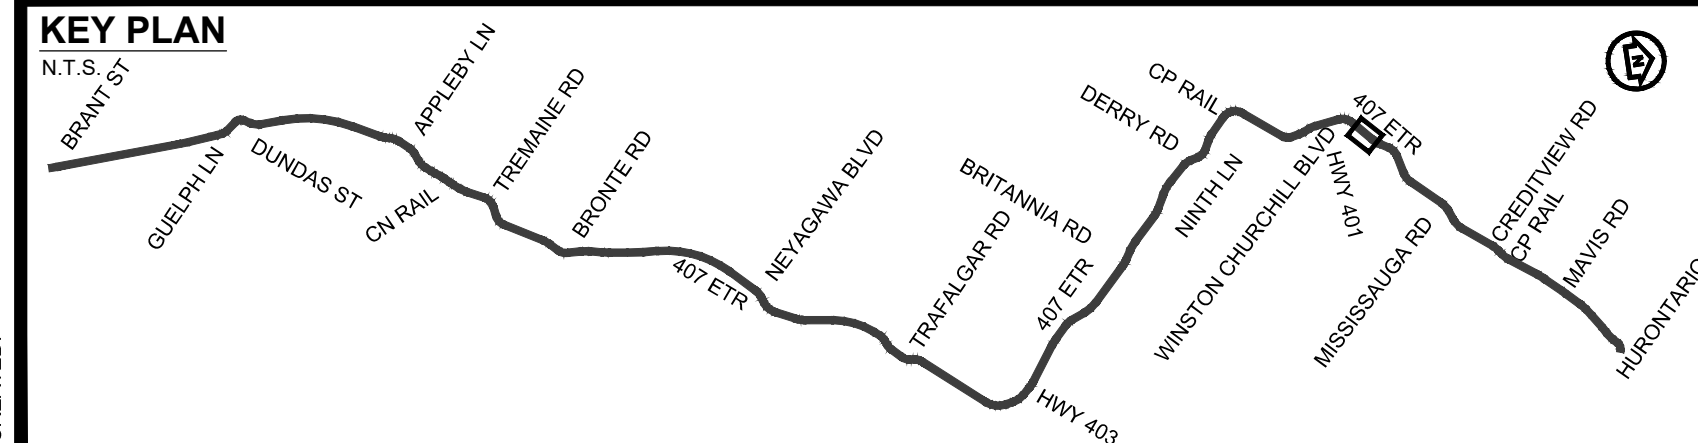 KEY PLAN
N.T.S.
BRANT ST
GUELPH LN
DUNDAS ST
APPLEBY LN
CN RAIL
TREMAINE RD
BRONTE RD
407 ETR
NEYAGAWA BLVD
TRAFALGAR RD
HWY 403
407 ETR
BRITANNIA RD
DERRY RD
CP RAIL
NINTH LN
WINSTON CHURCHILL BLVD
HWY 401
407 ETR
MISSISSAUGA RD
CREDITVIEW RD
CP RAIL
MAVIS RD
HURONTARIO
N